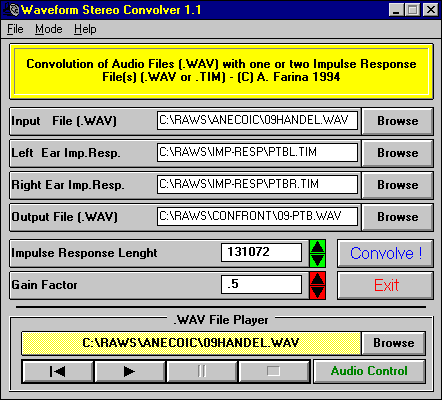 Waveform Stereo Convolver 1.1
File Mode Help
Convolution of Audio Files (.WAV) with one or two Impulse Response
File(s) (.WAV or .TIM) - (C) A. Farina 1994
Input File (.WAV) C:\RAWS\ANECOIC\09HANDEL.WAV Browse
Left Ear Imp.Resp. C:\RAWS\IMP-RESP\PTBL.TIM Browse
Right Ear Imp.Resp. C:\RAWS\IMP-RESP\PTBR.TIM Browse
Output File (.WAV) C:\RAWS\CONFRONT\09-PTB.WAV Browse
Impulse Response Lenght 131072 Convolve !
Gain Factor .5 Exit
.WAV File Player
C:\RAWS\ANECOIC\09HANDEL.WAV Browse
Audio Control